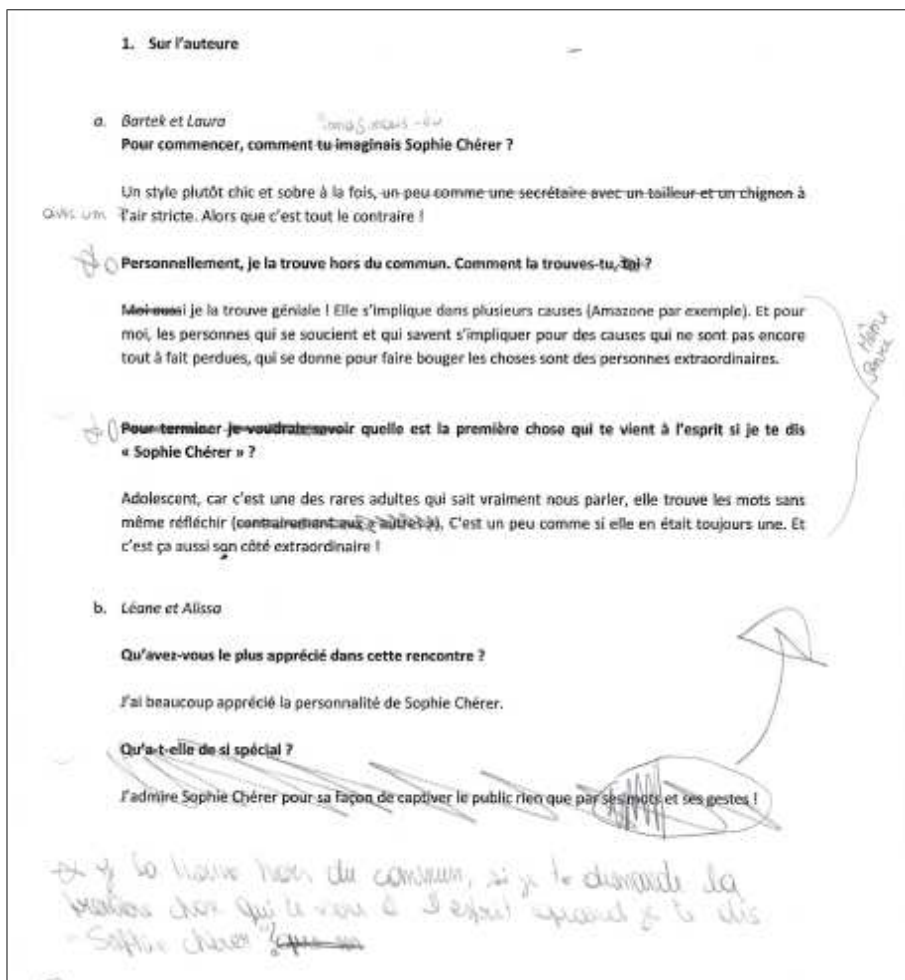 1. Sur l'auteure
a. Bartek et Laura
imaginais-tu
Pour commencer, comment tu imaginais Sophie Chérer ?
Un style plutôt chic et sobre à la fois, un peu comme une secrétaire avec un tailleur et un chignon à
avec un
l'air stricte. Alors que c'est tout le contraire !
Personnellement, je la trouve hors du commun. Comment la trouves-tu, toi ?
Moi aussi je la trouve géniale ! Elle s'implique dans plusieurs causes (Amazone par exemple). Et pour
moi, les personnes qui se soucient et qui savent s'impliquer pour des causes qui ne sont pas encore
tout à fait perdues, qui se donne pour faire bouger les choses sont des personnes extraordinaires.
Pour terminer je voudrais savoir quelle est la première chose qui te vient à l'esprit si je te dis
« Sophie Chérer » ?
Adolescent, car c'est une des rares adultes qui sait vraiment nous parler, elle trouve les mots sans
même réfléchir (contrairement aux « autres »). C'est un peu comme si elle en était toujours une. Et
c'est ça aussi son côté extraordinaire !
b. Léane et Alissa
Qu'avez-vous le plus apprécié dans cette rencontre ?
J'ai beaucoup apprécié la personnalité de Sophie Chérer.
Qu'a-t-elle de si spécial ?
J'admire Sophie Chérer pour sa façon de captiver le public rien que par ses mots et ses gestes !
la trouve hors du commun, si je te demande la
chose qui te vient à l'esprit quand je te dis
"Sophie Chérer"?